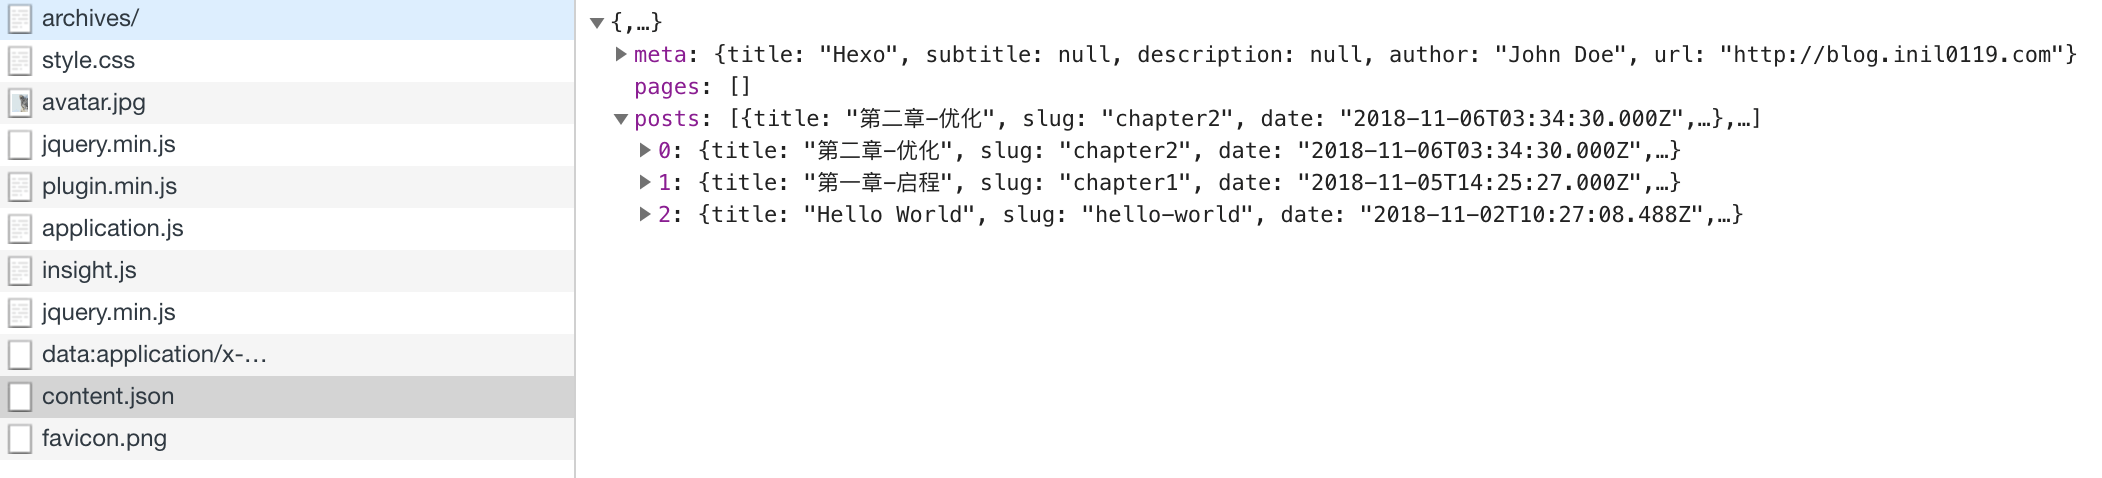 archives/
style.css
avatar.jpg
jquery.min.js
plugin.min.js
application.js
insight.js
jquery.min.js
data:application/x-…
content.json
favicon.png
{,…}
meta: {title: "Hexo", subtitle: null, description: null, author: "John Doe", url: "http://blog.inil0119.com"}
pages: []
posts: [{title: "第二章-优化", slug: "chapter2", date: "2018-11-06T03:34:30.000Z",…},…]
0: {title: "第二章-优化", slug: "chapter2", date: "2018-11-06T03:34:30.000Z",…}
1: {title: "第一章-启程", slug: "chapter1", date: "2018-11-05T14:25:27.000Z",…}
2: {title: "Hello World", slug: "hello-world", date: "2018-11-02T10:27:08.488Z",…}